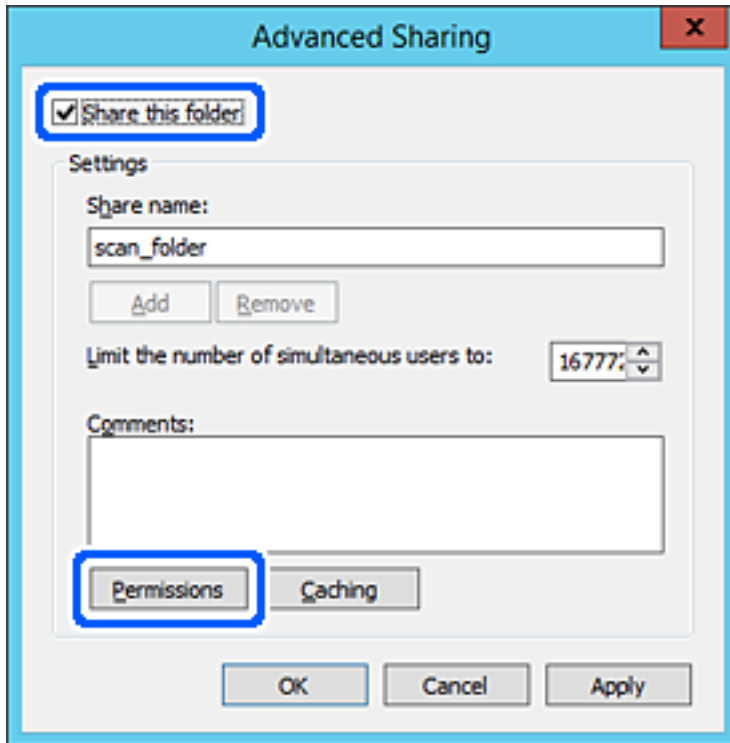 Advanced Sharing
x
Share this folder
Settings
Share name:
scan_folder
Add Remove
Limit the number of simultaneous users to:
Comments:
Permissions Caching
OK Cancel Apply